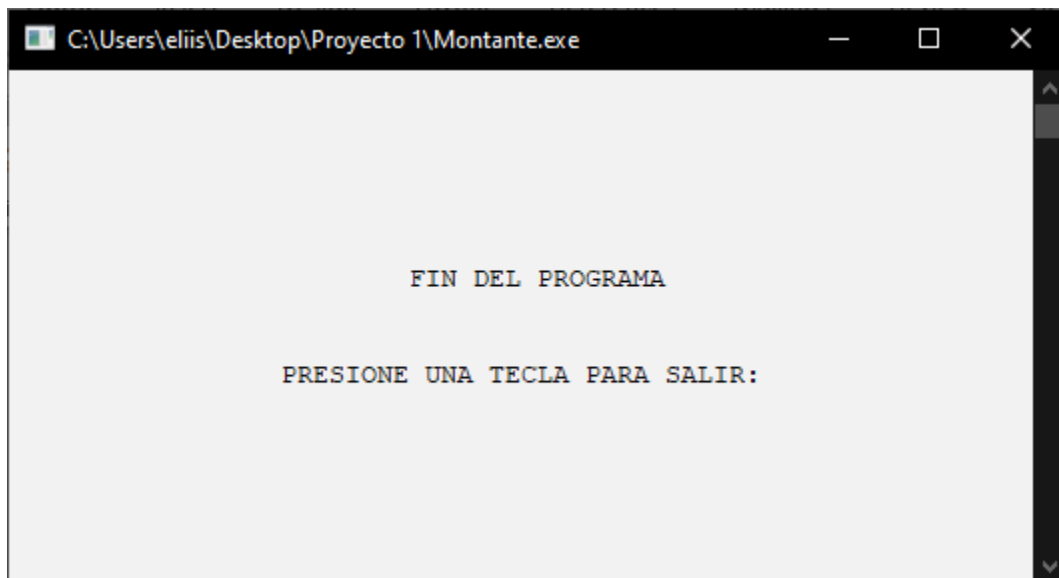 C:\Users\eliis\Desktop\Proyecto 1\Montante.exe
FIN DEL PROGRAMA
PRESIONE UNA TECLA PARA SALIR: